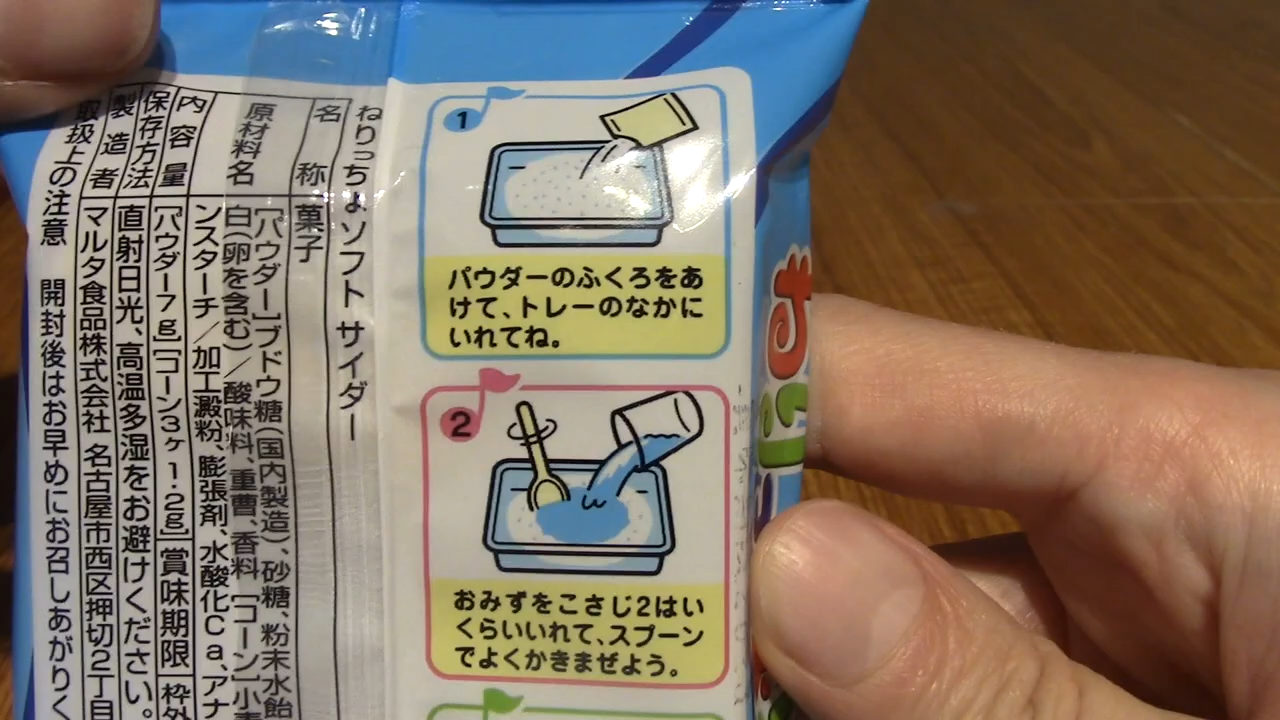 ねりっちょソフト サイダー
名称 菓子
原材料名 [パウダー]ブドウ糖(国内製造)、砂糖、粉末水飴
白(卵を含む)/酸味料、重曹、香料 [コーン]小麦
ンスターチ/加工澱粉、膨張剤、水酸化Ca、アナ
内容量 [パウダー7g][コーン3ヶ1.2g] 賞味期限 枠外
保存方法 直射日光、高温多湿をお避けください。
製造者 マルタ食品株式会社 名古屋市西区押切2丁目
取扱上の注意 開封後はお早めにお召しあがりく
1
パウダーのふくろをあ
けて、トレーのなかに
いれてね。
2
おみずをこさじ2はい
くらいいれて、スプーン
でよくかきまぜよう。